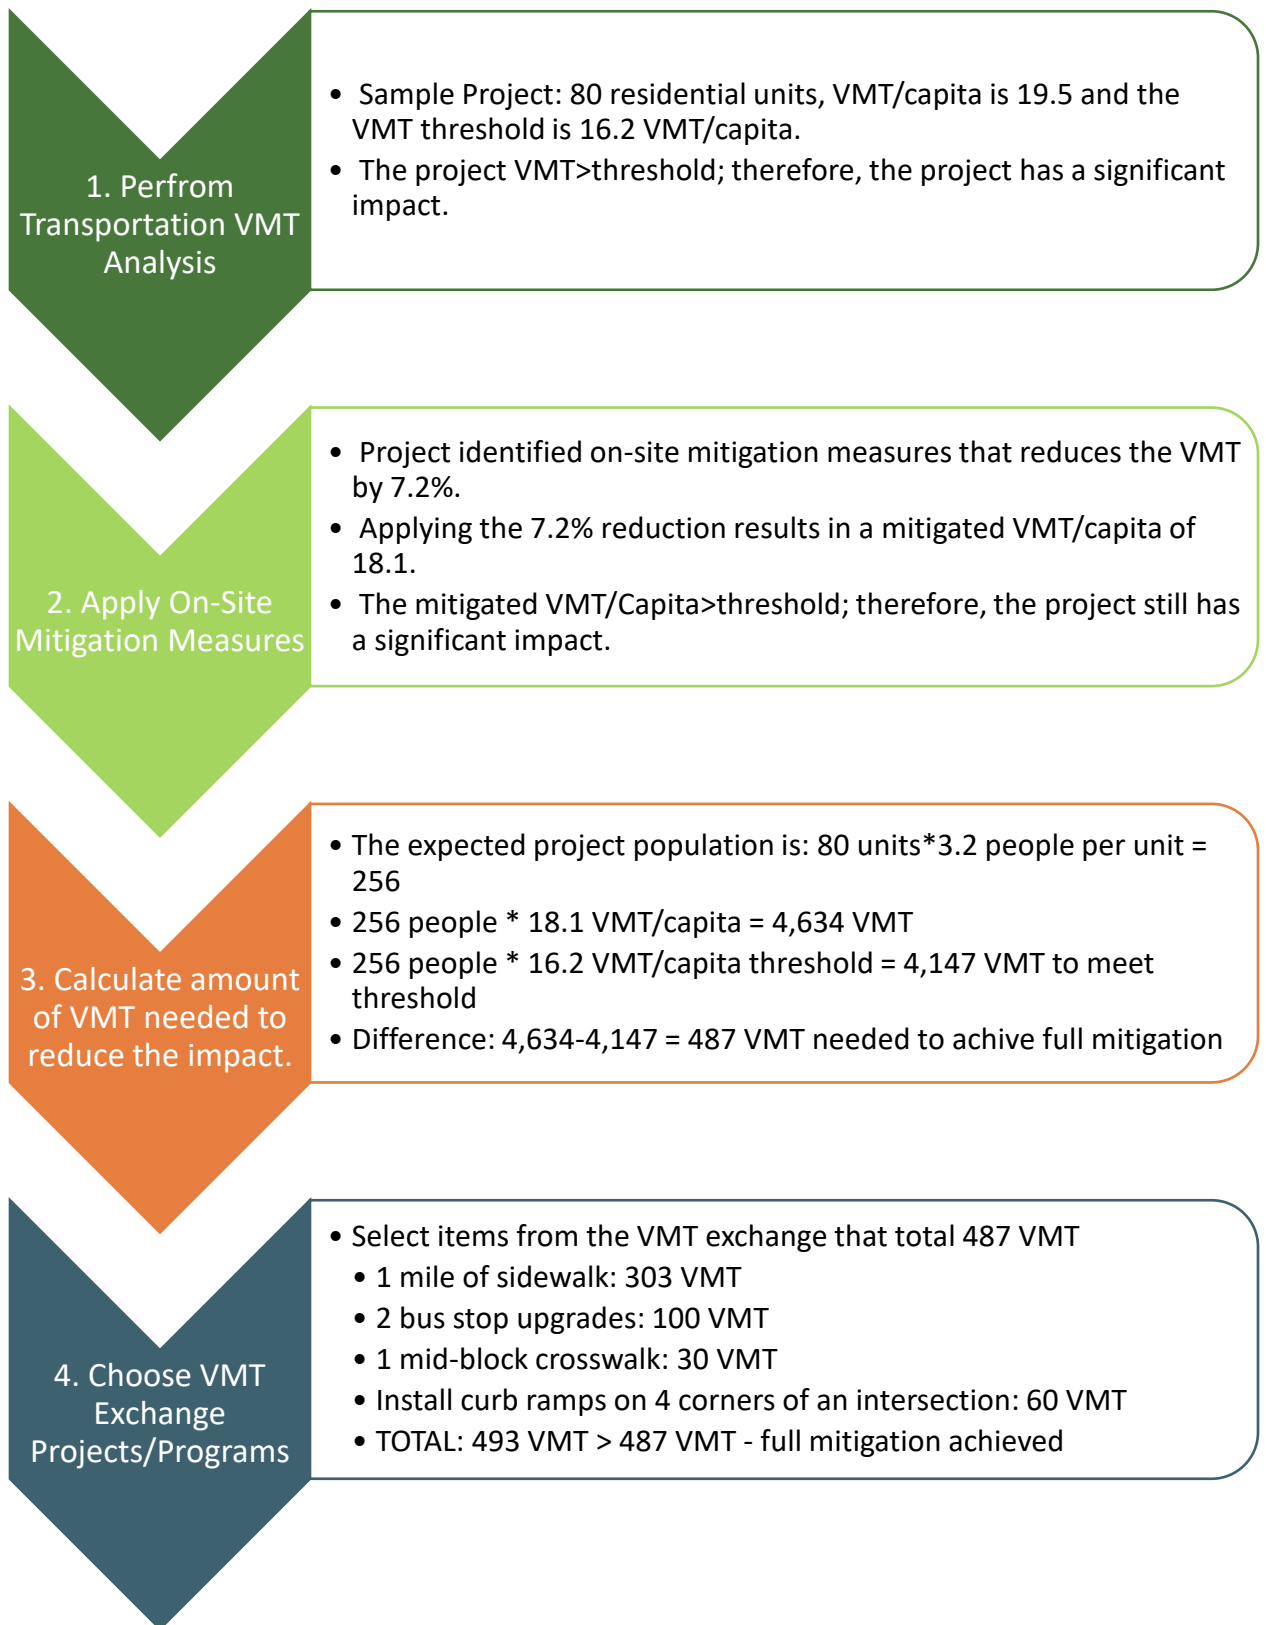 1. Perfrom
Transportation VMT
Analysis
• Sample Project: 80 residential units, VMT/capita is 19.5 and the
VMT threshold is 16.2 VMT/capita.
• The project VMT>threshold; therefore, the project has a significant
impact.
2. Apply On-Site
Mitigation Measures
• Project identified on-site mitigation measures that reduces the VMT
by 7.2%.
• Applying the 7.2% reduction results in a mitigated VMT/capita of
18.1.
• The mitigated VMT/Capita>threshold; therefore, the project still has
a significant impact.
3. Calculate amount
of VMT needed to
reduce the impact.
• The expected project population is: 80 units*3.2 people per unit =
256
• 256 people * 18.1 VMT/capita = 4,634 VMT
• 256 people * 16.2 VMT/capita threshold = 4,147 VMT to meet
threshold
• Difference: 4,634-4,147 = 487 VMT needed to achive full mitigation
4. Choose VMT
Exchange
Projects/Programs
• Select items from the VMT exchange that total 487 VMT
• 1 mile of sidewalk: 303 VMT
• 2 bus stop upgrades: 100 VMT
• 1 mid-block crosswalk: 30 VMT
• Install curb ramps on 4 corners of an intersection: 60 VMT
• TOTAL: 493 VMT > 487 VMT - full mitigation achieved